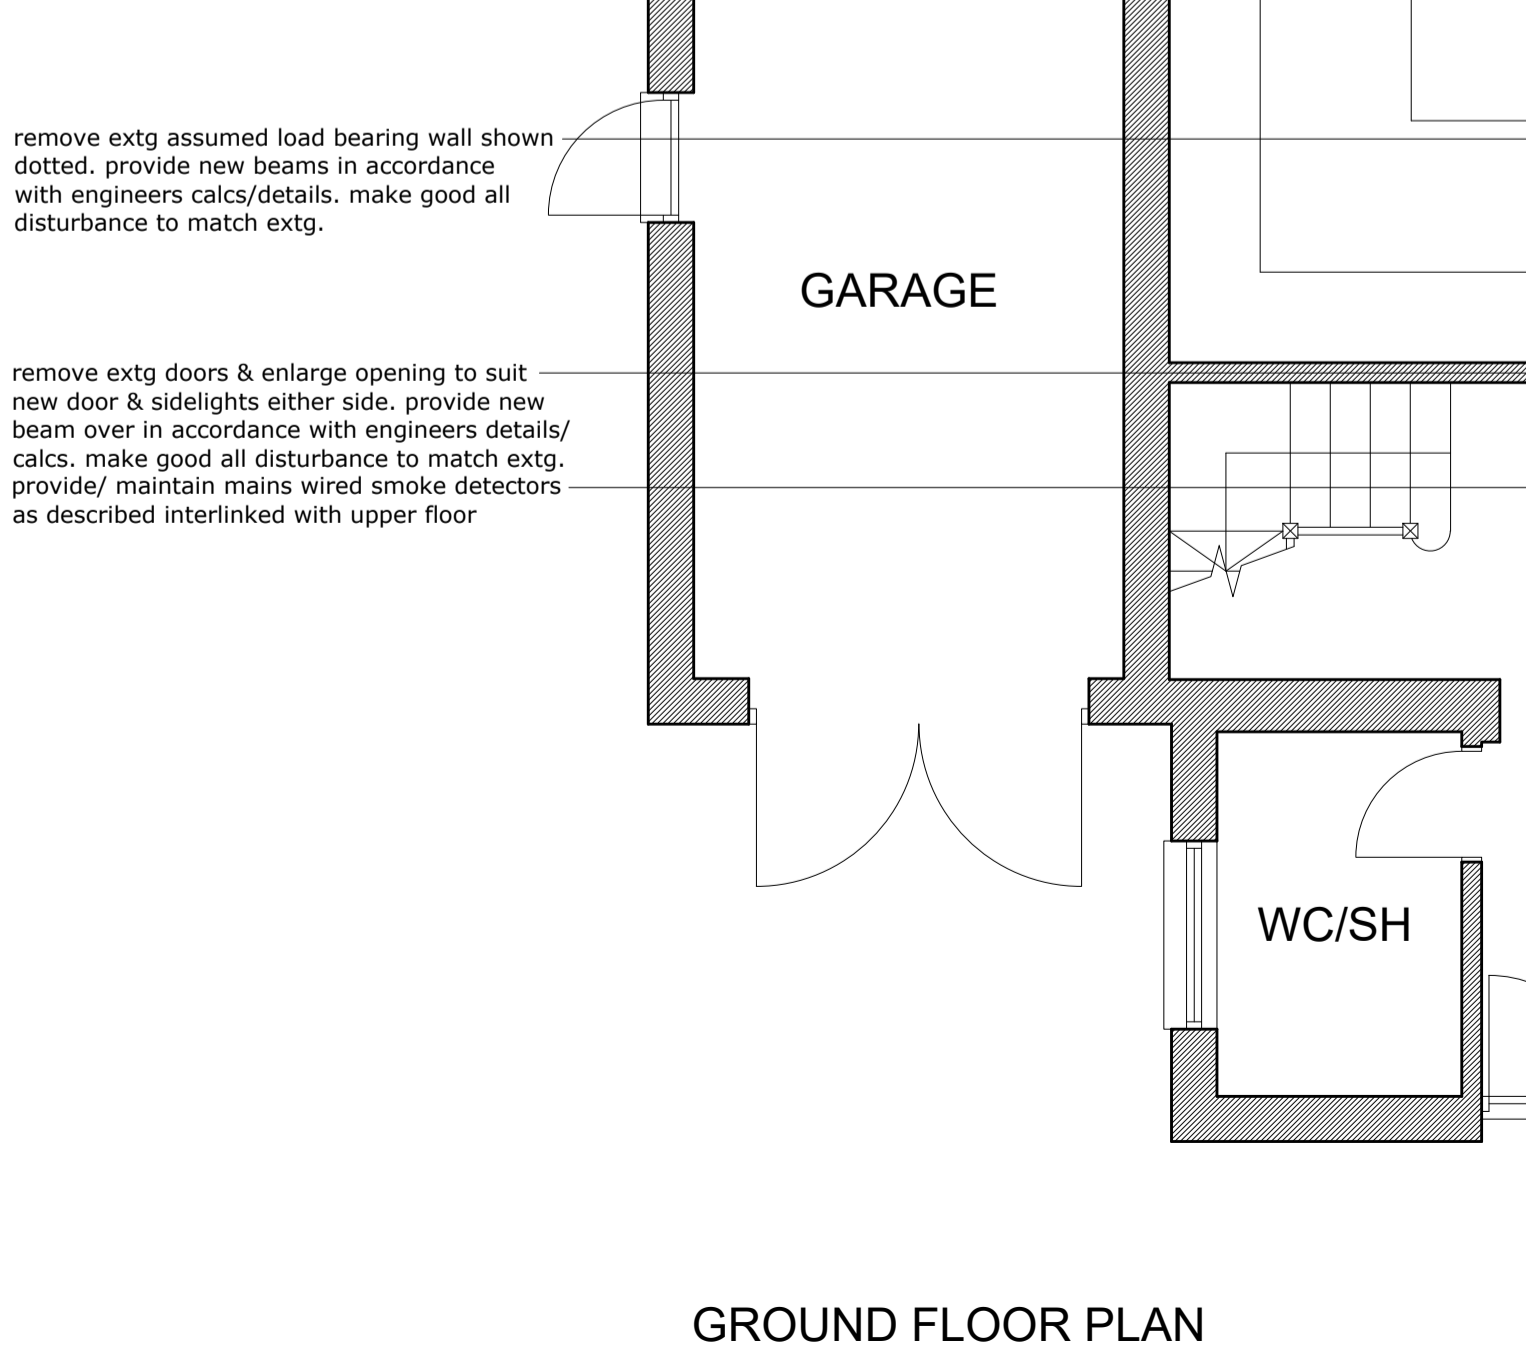 remove extg assumed load bearing wall shown
dotted. provide new beams in accordance
with engineers calcs/details. make good all
disturbance to match extg.
GARAGE
remove extg doors & enlarge opening to suit
new door & sidelights either side. provide new
beam over in accordance with engineers details/
calcs. make good all disturbance to match extg.
provide/ maintain mains wired smoke detectors
as described interlinked with upper floor
WC/SH
GROUND FLOOR PLAN